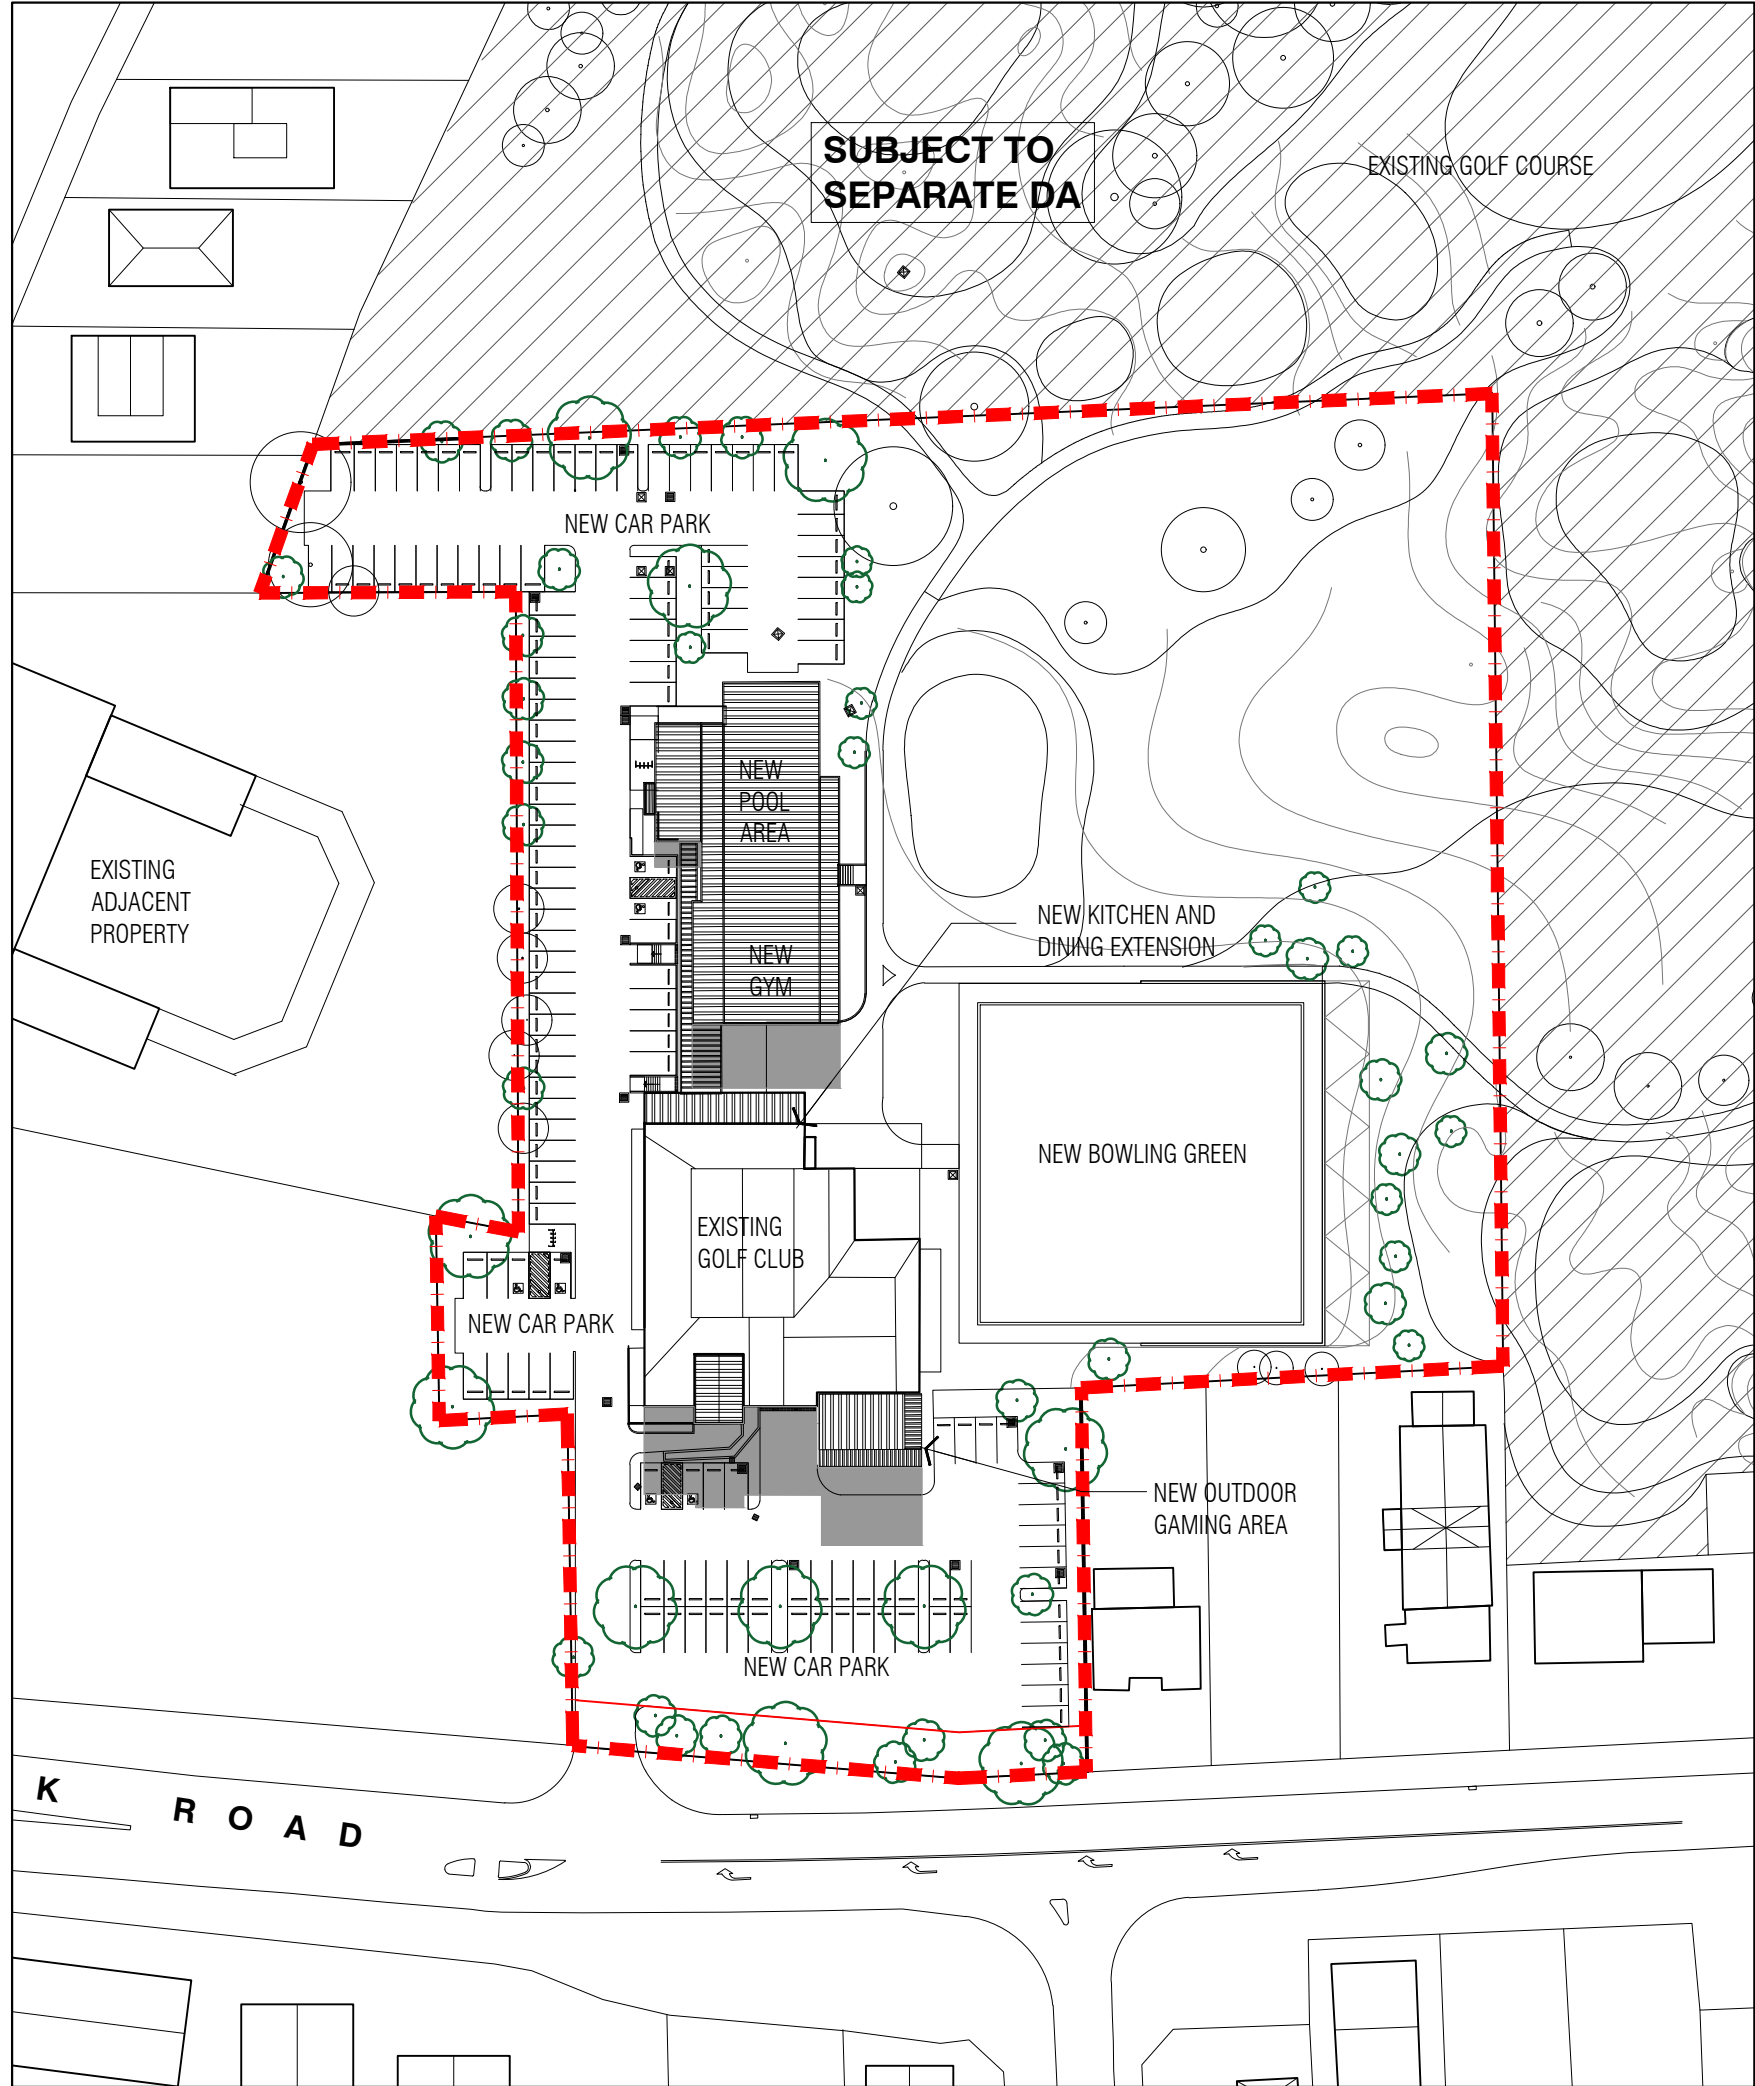 SUBJECT TO
SEPARATE DA
EXISTING GOLF COURSE
NEW CAR PARK
NEW
POOL
AREA
EXISTING
ADJACENT
PROPERTY
NEW KITCHEN AND
DINING EXTENSION
NEW
GYM
NEW BOWLING GREEN
EXISTING
GOLF CLUB
NEW CAR PARK
NEW OUTDOOR
GAMING AREA
NEW CAR PARK
K ROAD